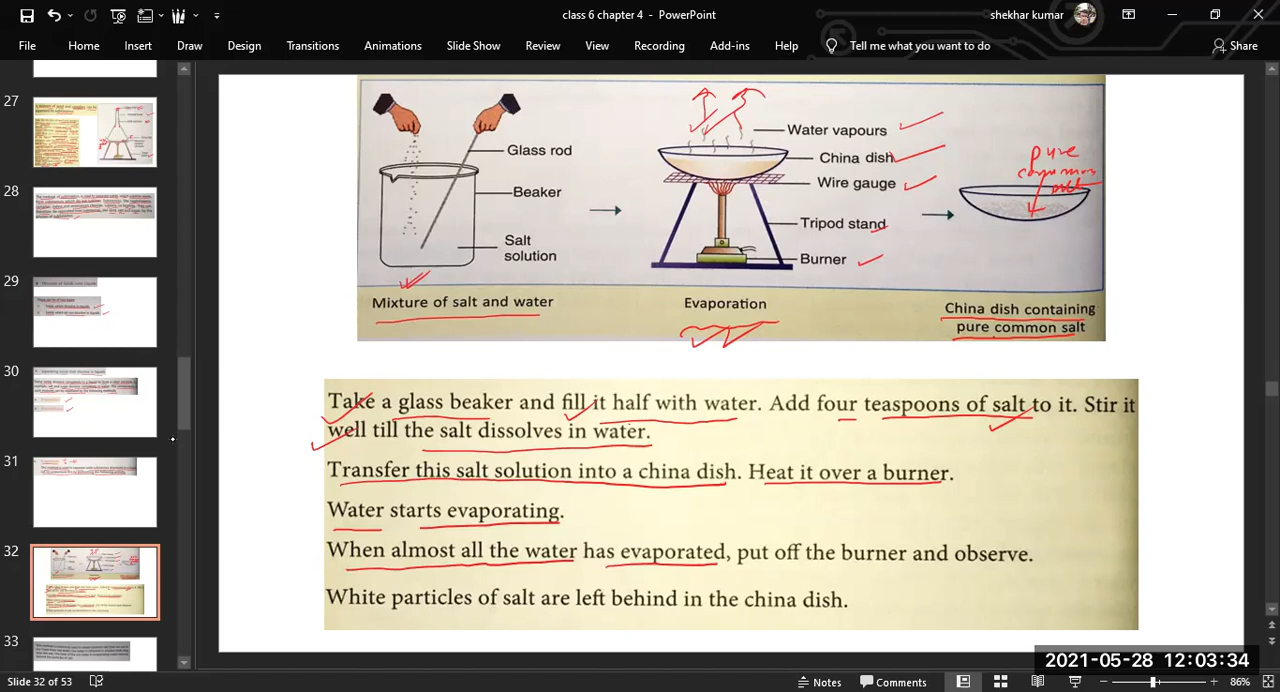 class 6 chapter 4 - PowerPoint
shekhar kumar
File Home Insert Draw Design Transitions Animations Slide Show Review View Recording Add-ins Help Tell me what you want to do Share
27
28
29
30
31
32
33
Glass rod
Beaker
Salt
solution
Mixture of salt and water
Water vapours
China dish
Wire gauge
Tripod stand
Burner
Evaporation
pure
common
salt
China dish containing
pure common salt
Take a glass beaker and fill it half with water. Add four teaspoons of salt to it. Stir it
well till the salt dissolves in water.
Transfer this salt solution into a china dish. Heat it over a burner.
Water starts evaporating.
When almost all the water has evaporated, put off the burner and observe.
White particles of salt are left behind in the china dish.
2021-05-28 12:03:34
Slide 32 of 53
Notes Comments 86%